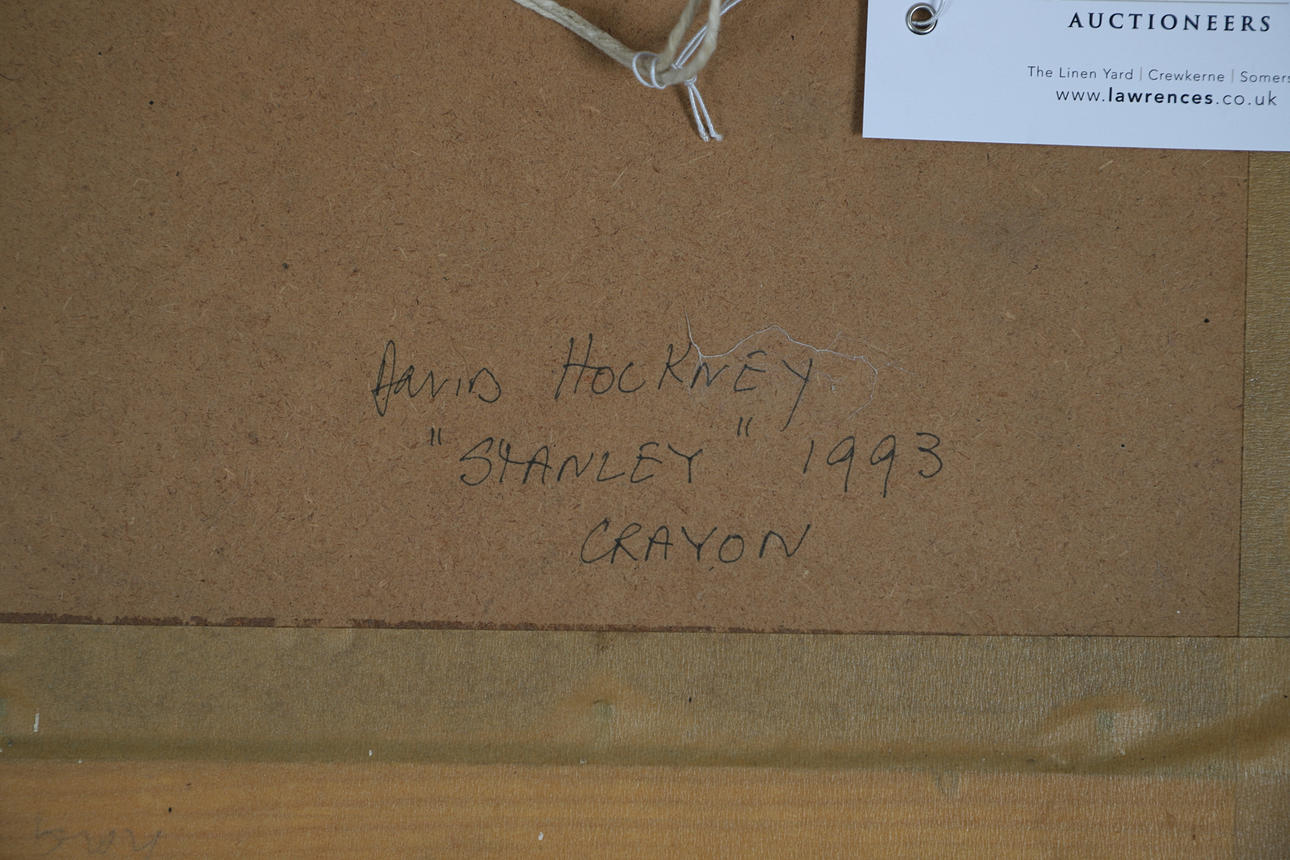 AUCTIONEERS
The Linen Yard | Crewkerne | Somers
www.lawrences.co.uk
David HOCKNEY.
"STANLEY" 1993
CRAYON